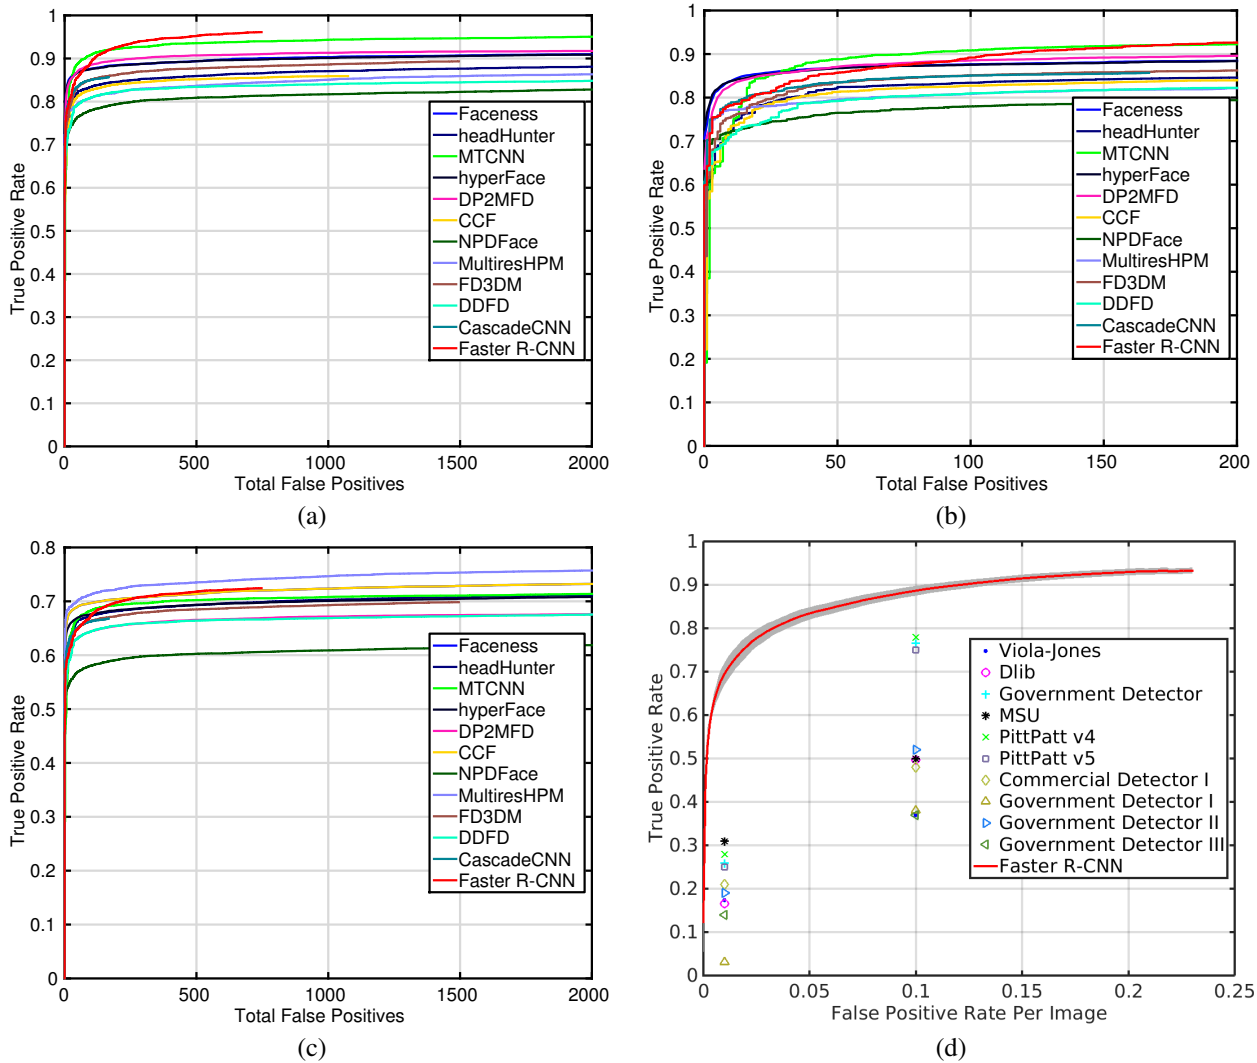 1
0.9
0.8
0.7
0.6
0.5
0.4
0.3
0.2
0.1
0
True Positive Rate
Faceness
headHunter
MTCNN
hyperFace
DP2MFD
CCF
NPDFace
MultiresHPM
FD3DM
DDFD
CascadeCNN
Faster R-CNN
0 500 1000 1500 2000
Total False Positives
(a)
1
0.9
0.8
0.7
0.6
0.5
0.4
0.3
0.2
0.1
0
True Positive Rate
Faceness
headHunter
MTCNN
hyperFace
DP2MFD
CCF
NPDFace
MultiresHPM
FD3DM
DDFD
CascadeCNN
Faster R-CNN
0 50 100 150 200
Total False Positives
(b)
0.8
0.7
0.6
0.5
0.4
0.3
0.2
0.1
0
True Positive Rate
Faceness
headHunter
MTCNN
hyperFace
DP2MFD
CCF
NPDFace
MultiresHPM
FD3DM
DDFD
CascadeCNN
Faster R-CNN
0 500 1000 1500 2000
Total False Positives
(c)
1
0.9
0.8
0.7
0.6
0.5
0.4
0.3
0.2
0.1
0
True Positive Rate
Viola-Jones
Dlib
Government Detector
MSU
PittPatt v4
PittPatt v5
Commercial Detector I
Government Detector I
Government Detector II
Government Detector III
Faster R-CNN
0 0.05 0.1 0.15 0.2 0.25
False Positive Rate Per Image
(d)